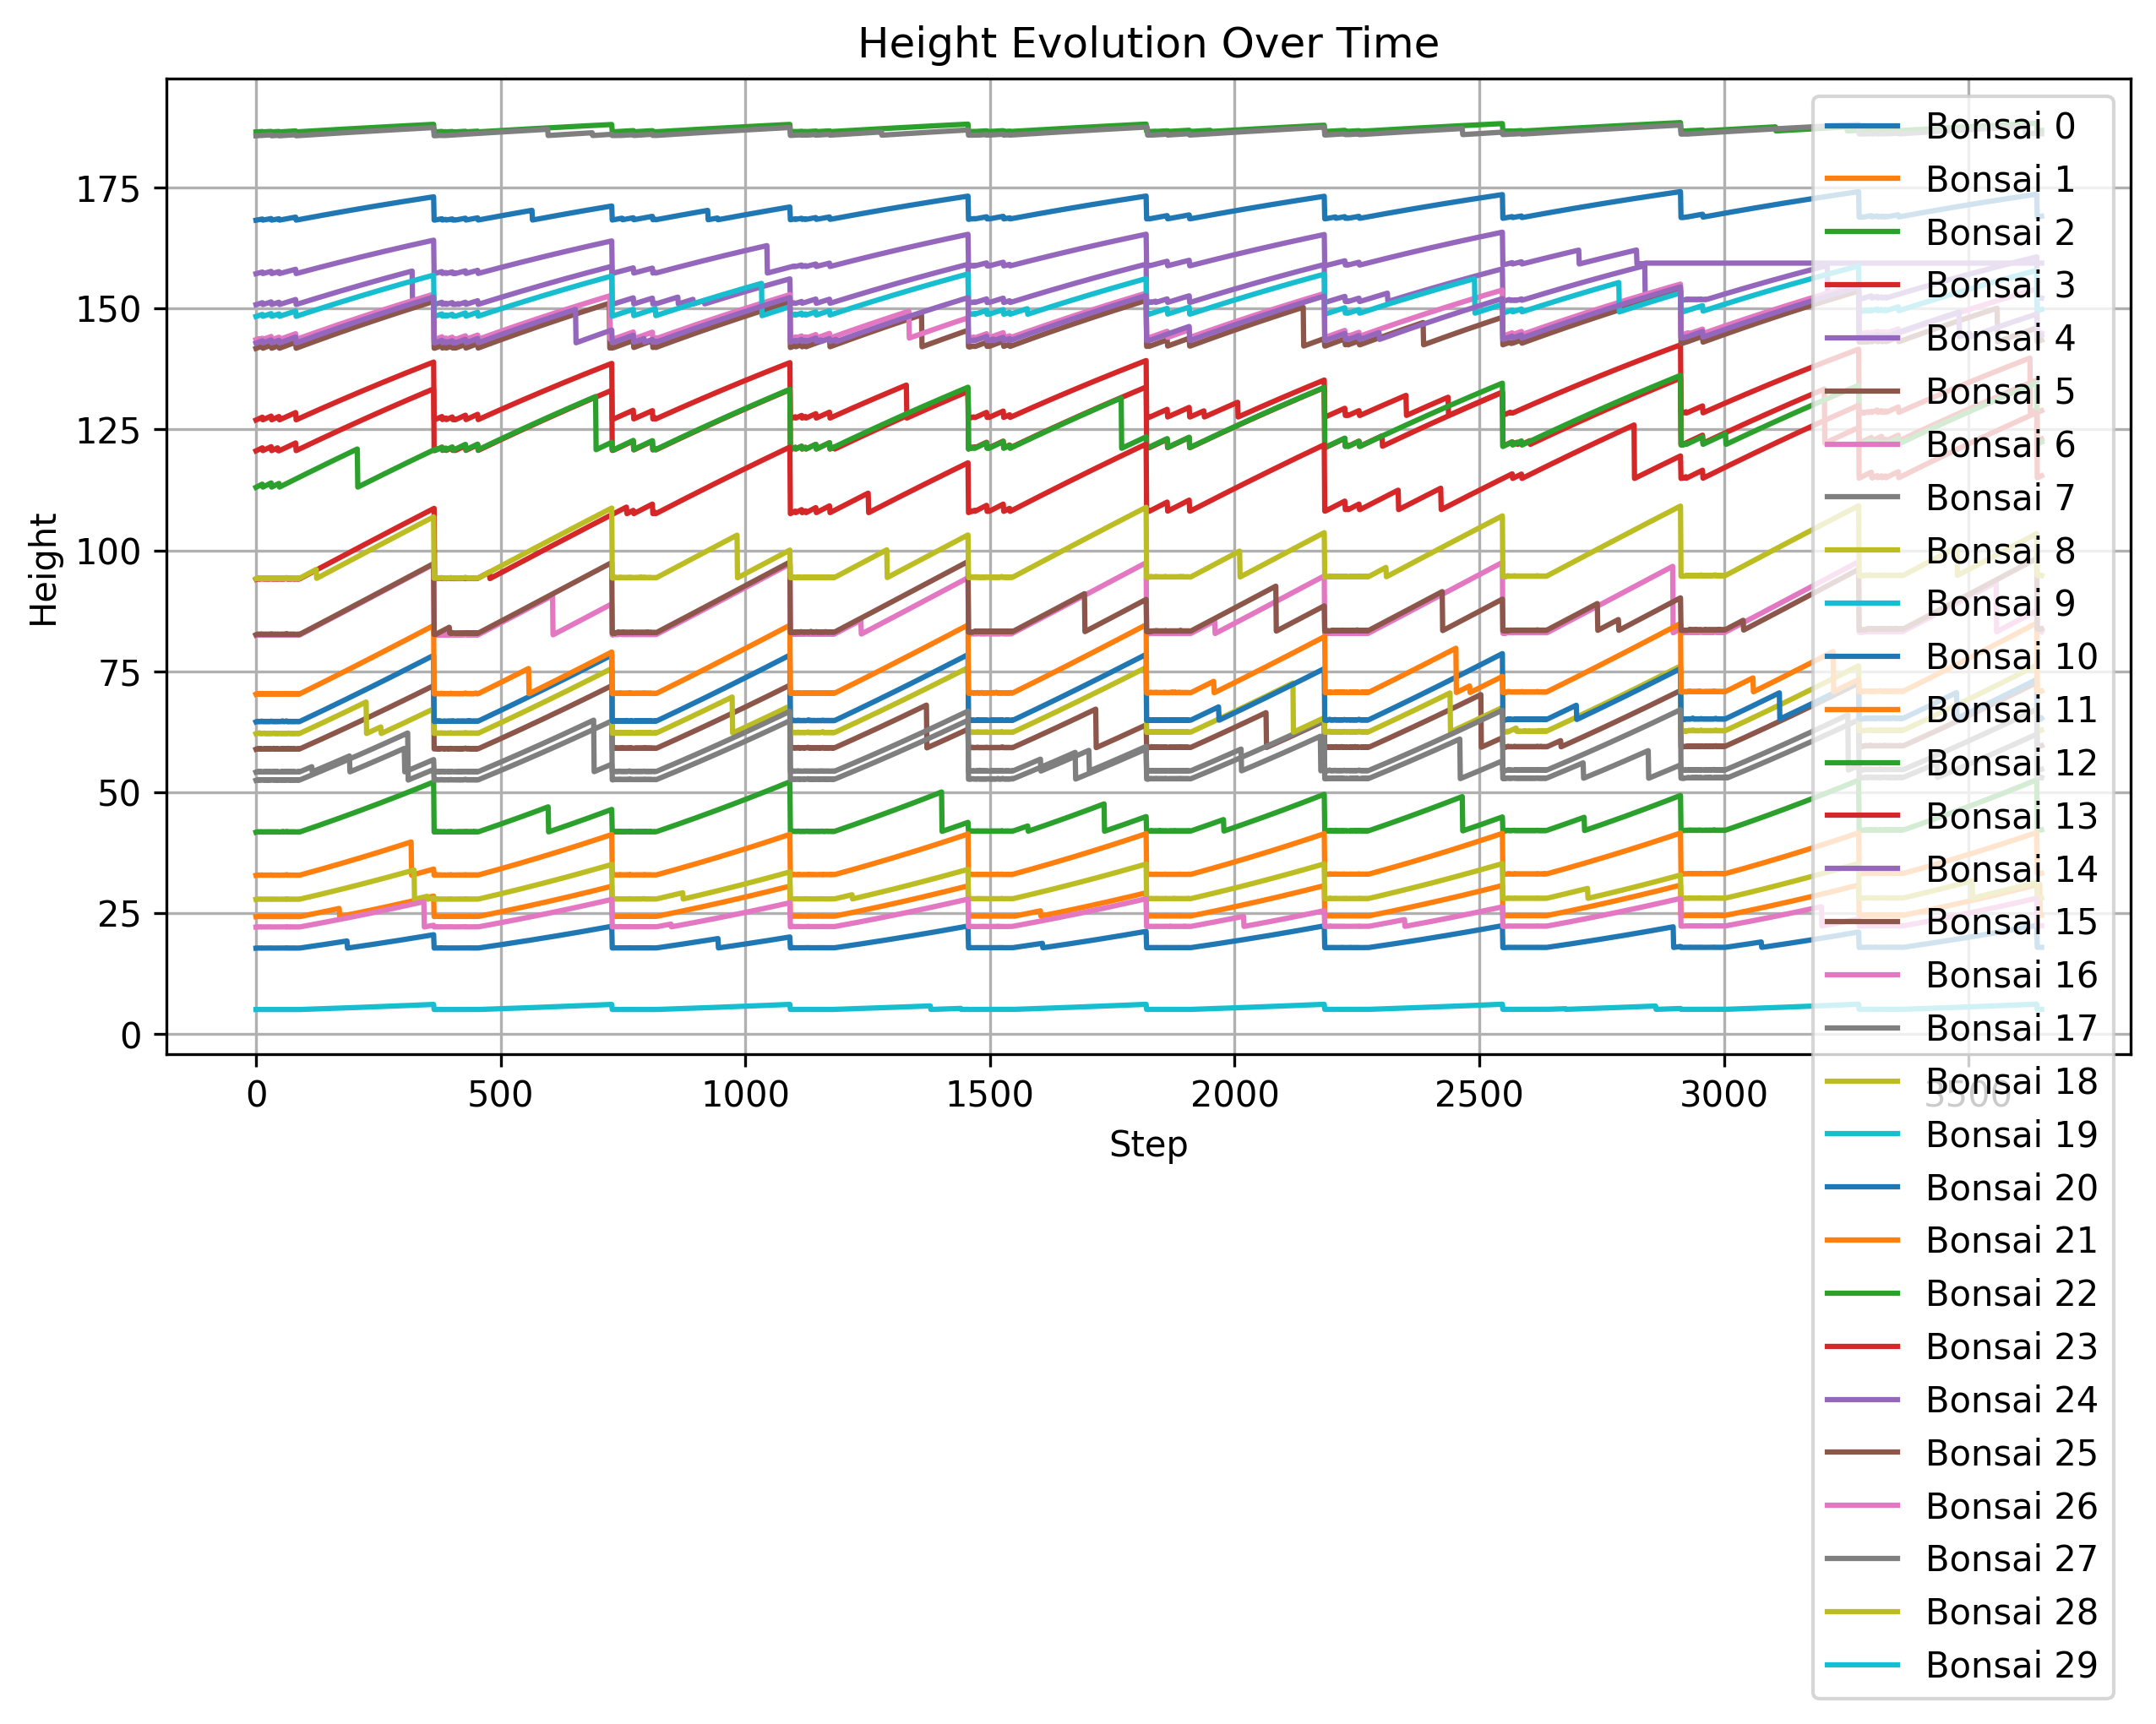 Height Evolution Over Time
Height
175
150
125
100
75
50
25
0
0
500
1000
1500
2000
2500
3000
3500
Step
Bonsai 0
Bonsai 1
Bonsai 2
Bonsai 3
Bonsai 4
Bonsai 5
Bonsai 6
Bonsai 7
Bonsai 8
Bonsai 9
Bonsai 10
Bonsai 11
Bonsai 12
Bonsai 13
Bonsai 14
Bonsai 15
Bonsai 16
Bonsai 17
Bonsai 18
Bonsai 19
Bonsai 20
Bonsai 21
Bonsai 22
Bonsai 23
Bonsai 24
Bonsai 25
Bonsai 26
Bonsai 27
Bonsai 28
Bonsai 29